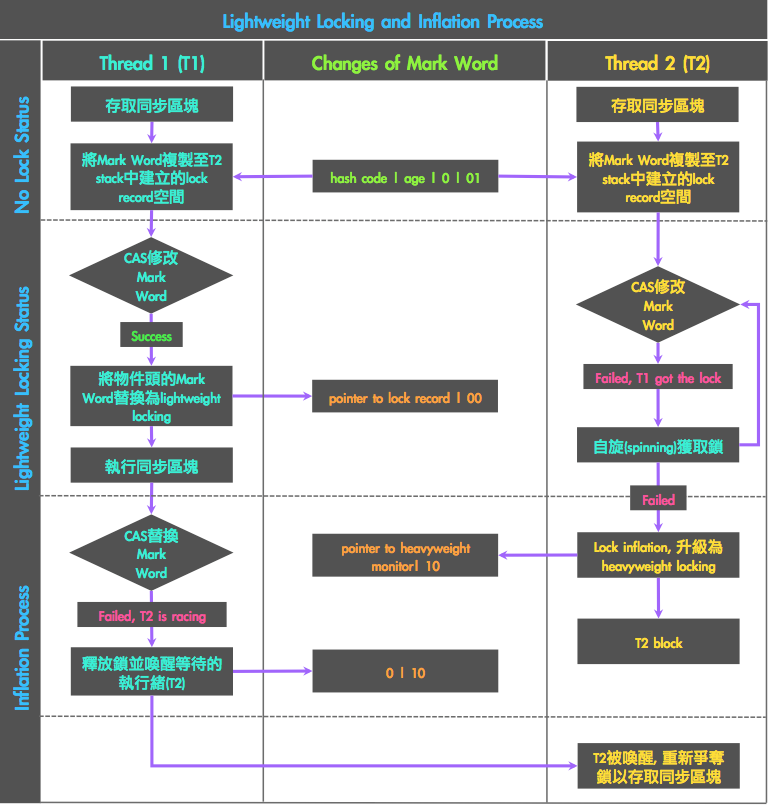 Lightweight Locking and Inflation Process
Thread 1 (T1)
Changes of Mark Word
Thread 2 (T2)
No Lock Status
存取同步區塊
存取同步區塊
將Mark Word複製至T2
stack中建立的lock
record空間
hash code | age | 0 | 01
將Mark Word複製至T2
stack中建立的lock
record空間
Lightweight Locking Status
CAS修改
Mark
Word
CAS修改
Mark
Word
Success
Failed, T1 got the lock
將物件頭的Mark
Word替換為lightweight
locking
pointer to lock record | 00
自旋(spinning)獲取鎖
執行同步區塊
Failed
Inflation Process
CAS替換
Mark
Word
pointer to heavyweight
monitor| 10
Lock inflation, 升級為
heavyweight locking
Failed, T2 is racing
T2 block
釋放鎖並喚醒等待的
執行緒(T2)
0 | 10
T2被喚醒, 重新爭奪
鎖以存取同步區塊